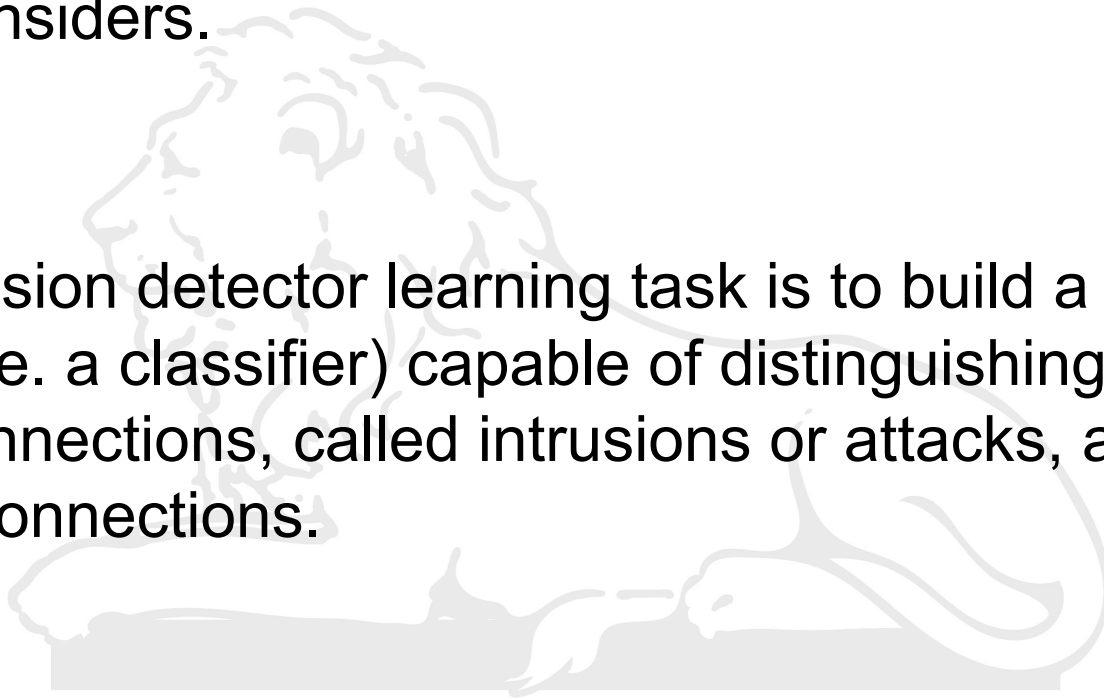 nsiders.
sion detector learning task is to build a
e. a classifier) capable of distinguishing
nnections, called intrusions or attacks, a
onnections.